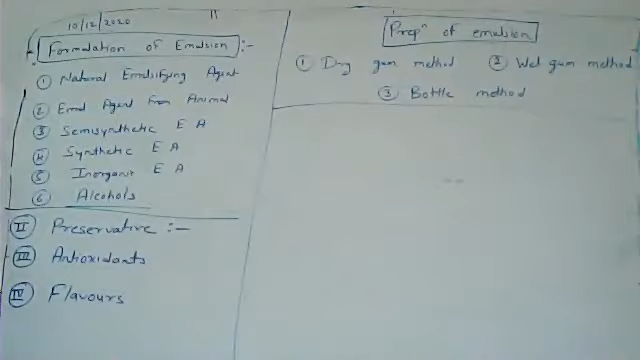 10/12/2020
Formulation of Emulsion :-
① Natural Emulsifying Agent
② Emul Agent from Animal
③ Semisynthetic E A
④ Synthetic E A
⑤ Inorganic E A
⑥ Alcohols
II Preservative :-
III Antioxidants
IV Flavours
Prepⁿ of emulsion
① Dry gum method ② Wet gum method
③ Bottle method